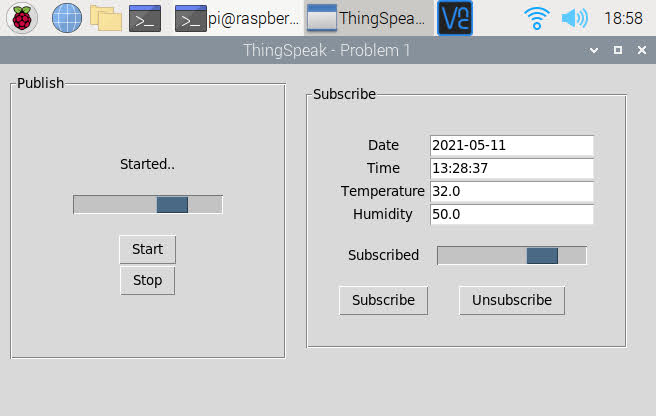 pi@raspber... ThingSpea... V2 18:58
ThingSpeak - Problem 1
Publish
Started..
Start
Stop
Subscribe
Date 2021-05-11
Time 13:28:37
Temperature 32.0
Humidity 50.0
Subscribed
Subscribe Unsubscribe